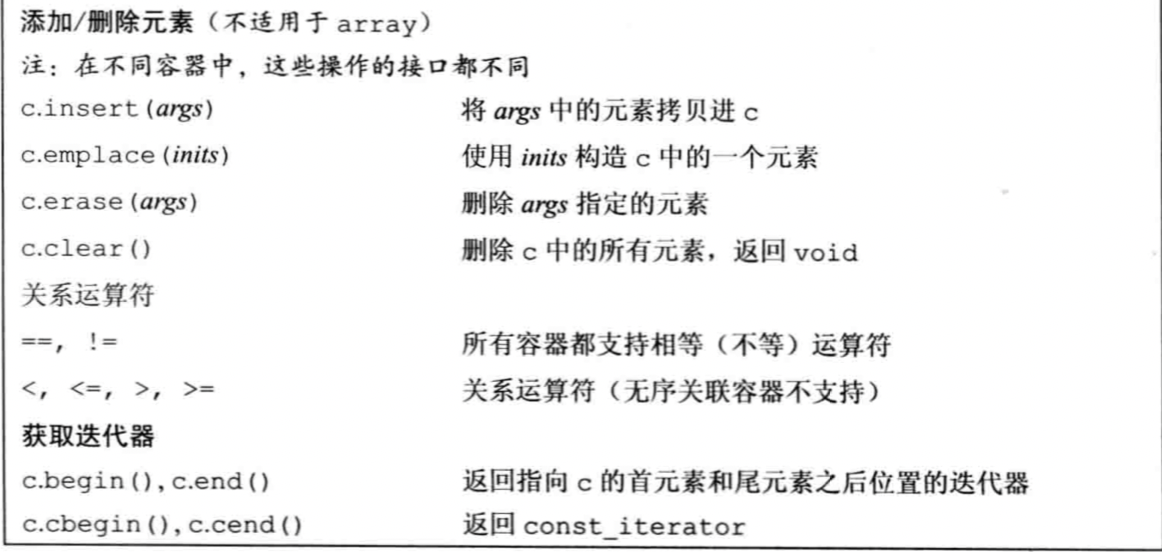 添加/删除元素（不适用于 array）
注：在不同容器中，这些操作的接口都不同
c.insert(args) 将 args 中的元素拷贝进 c
c.emplace(inits) 使用 inits 构造 c 中的一个元素
c.erase(args) 删除 args 指定的元素
c.clear() 删除 c 中的所有元素，返回 void
关系运算符
==, != 所有容器都支持相等（不等）运算符
<, <=, >, >= 关系运算符（无序关联容器不支持）
获取迭代器
c.begin(),c.end() 返回指向 c 的首元素和尾元素之后位置的迭代器
c.cbegin(),c.cend() 返回 const_iterator